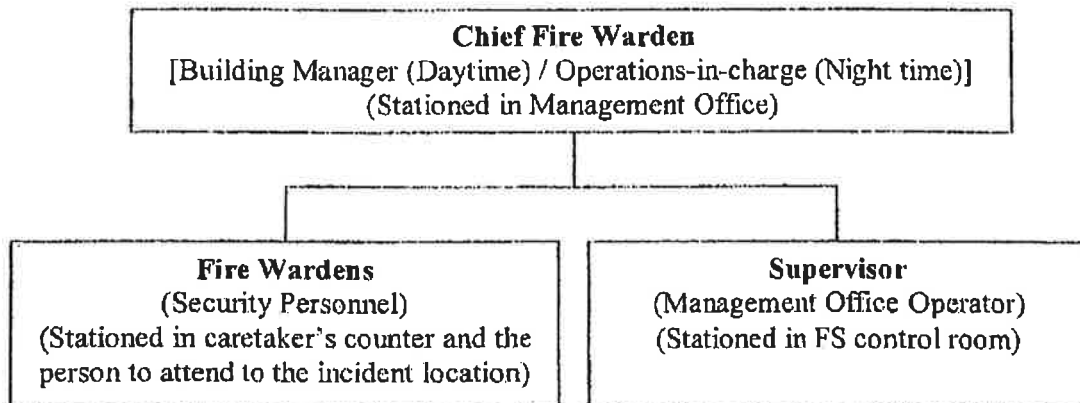 Chief Fire Warden
[Building Manager (Daytime) / Operations-in-charge (Night time)]
(Stationed in Management Office)
Fire Wardens
(Security Personnel)
(Stationed in caretaker's counter and the
person to attend to the incident location)
Supervisor
(Management Office Operator)
(Stationed in FS control room)